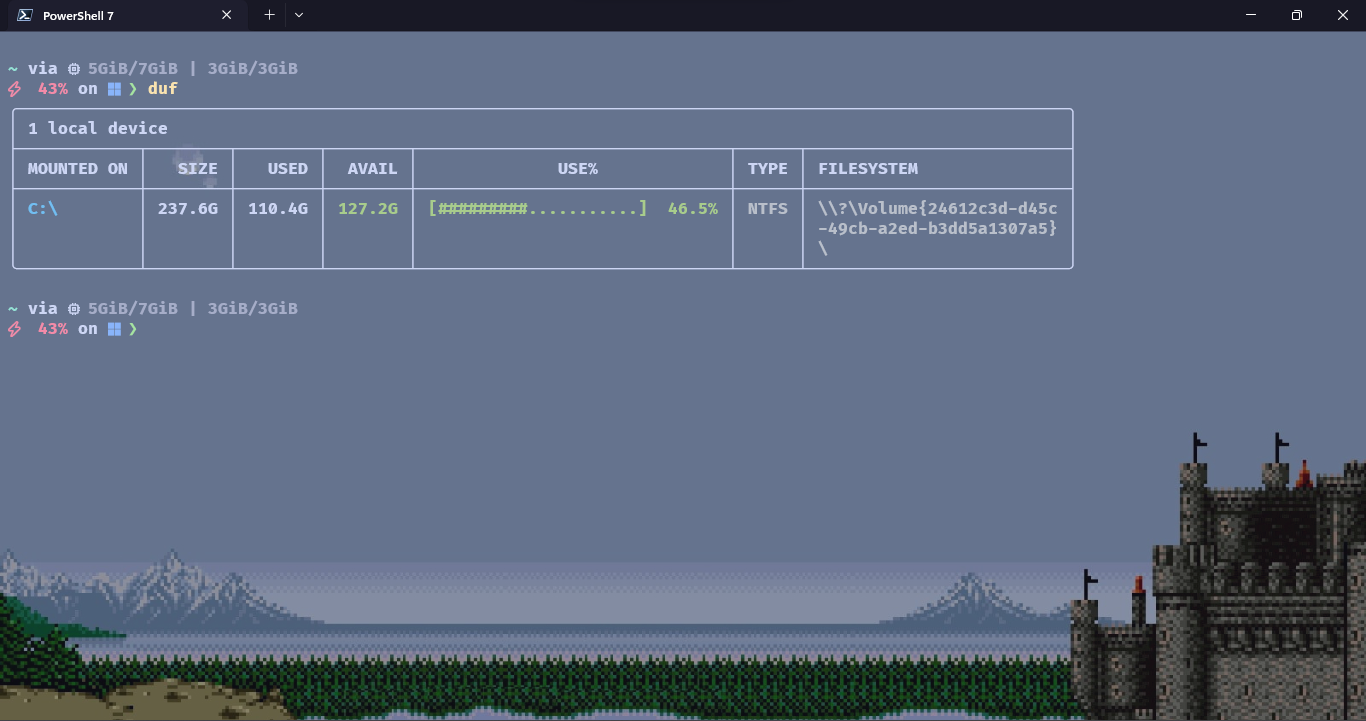 PowerShell 7
~ via 5GiB/7GiB | 3GiB/3GiB
43% on ❯ duf
1 local device
MOUNTED ON SIZE USED AVAIL USE% TYPE FILESYSTEM
C:\ 237.6G 110.4G 127.2G [#########...........] 46.5% NTFS \\?\Volume{24612c3d-d45c
-49cb-a2ed-b3dd5a1307a5}
\
~ via 5GiB/7GiB | 3GiB/3GiB
43% on ❯